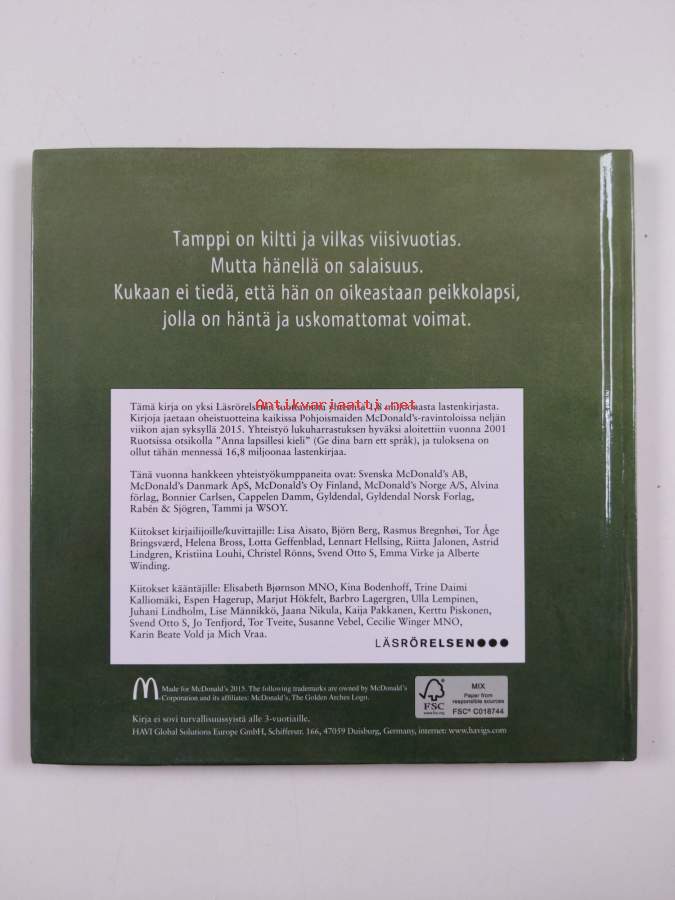 Tamppi on kiltti ja vilkas viisivuotias.
Mutta hänellä on salaisuus.
Kukaan ei tiedä, että hän on oikeastaan peikkolapsi,
jolla on häntä ja uskomattomat voimat.
Antikvariaatti.net
Tämä kirja on yksi Läsrörelsenin tuottamista yhteensä 1,8 miljoonasta lastenkirjasta.
Kirjoja jaetaan oheistuotteina kaikissa Pohjoismaiden McDonald's-ravintoloissa neljän
viikon ajan syksyllä 2015. Yhteistyö lukuharrastuksen hyväksi aloitettiin vuonna 2001
Ruotsissa otsikolla "Anna lapsillesi kieli" (Ge dina barn ett språk), ja tuloksena on
ollut tähän mennessä 16,8 miljoonaa lastenkirjaa.
Tänä vuonna hankkeen yhteistyökumppaneita ovat: Svenska McDonald's AB,
McDonald's Danmark ApS, McDonald's Oy Finland, McDonald's Norge A/S, Alvina
förlag, Bonnier Carlsen, Cappelen Damm, Gyldendal, Gyldendal Norsk Forlag,
Rabén & Sjögren, Tammi ja WSOY.
Kiitokset kirjailijoille/kuvittajille: Lisa Aisato, Björn Berg, Rasmus Bregnhøi, Tor Åge
Bringsværd, Helena Bross, Lotta Geffenblad, Lennart Hellsing, Riitta Jalonen, Astrid
Lindgren, Kristiina Louhi, Christel Rönns, Svend Otto S, Emma Virke ja Alberte
Winding.
Kiitokset kääntäjille: Elisabeth Bjørnson MNO, Kina Bodenhoff, Trine Daimi
Kalliomäki, Espen Hagerup, Marjut Hökfelt, Barbro Lagergren, Ulla Lempinen,
Juhani Lindholm, Lise Männikkö, Jaana Nikula, Kaija Pakkanen, Kerttu Piskonen,
Svend Otto S, Jo Tenfjord, Tor Tveite, Susanne Vebel, Cecilie Winger MNO,
Karin Beate Vold ja Mich Vraa.
LÄSRÖRELSEN
Made for McDonald's 2015. The following trademarks are owned by McDonald's
Corporation and its affiliates: McDonald's, The Golden Arches Logo.
FSC
www.fsc.org
MIX
Paper from
responsible sources
FSC® C018744
Kirja ei sovi turvallisuussyistä alle 3-vuotiaille.
HAVI Global Solutions Europe GmbH, Schifferstr. 166, 47059 Duisburg, Germany, internet: www.havigs.com